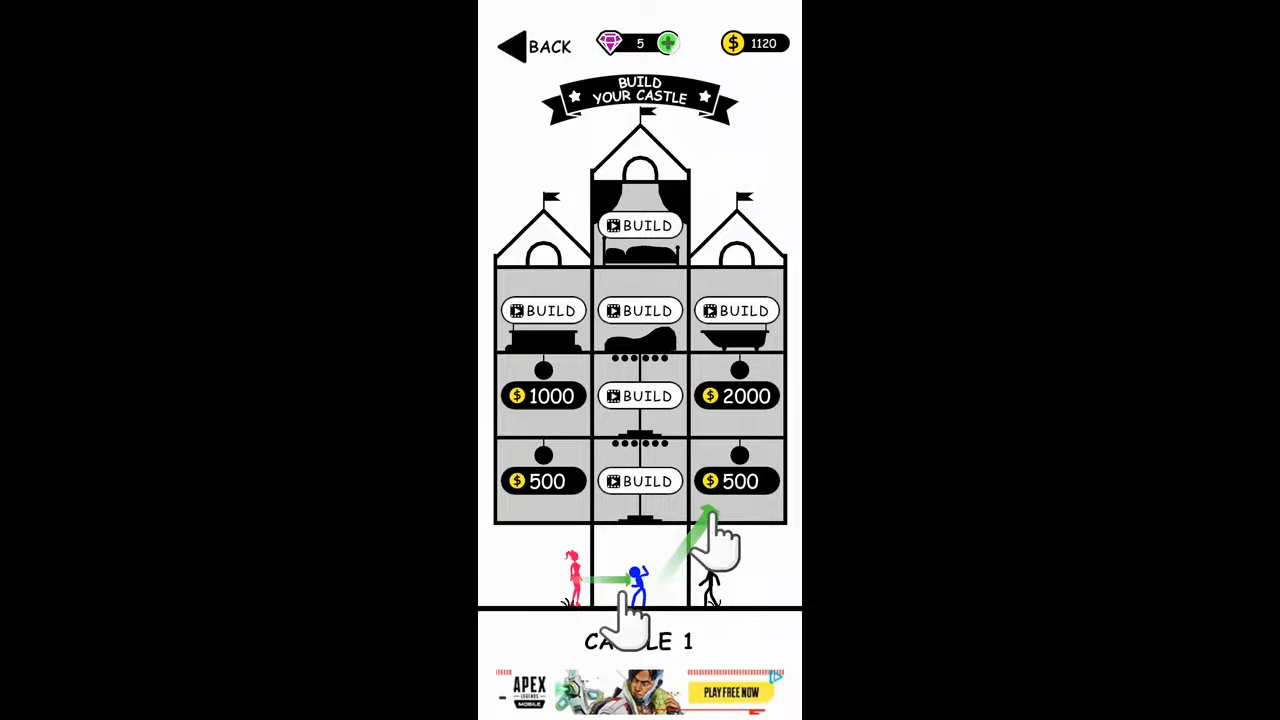 BACK
5
$ 1120
BUILD
YOUR CASTLE
BUILD
BUILD
BUILD
BUILD
$ 1000
BUILD
$ 2000
$ 500
BUILD
$ 500
CA LE 1
APEX
LEGENDS
MOBILE
PLAY FREE NOW